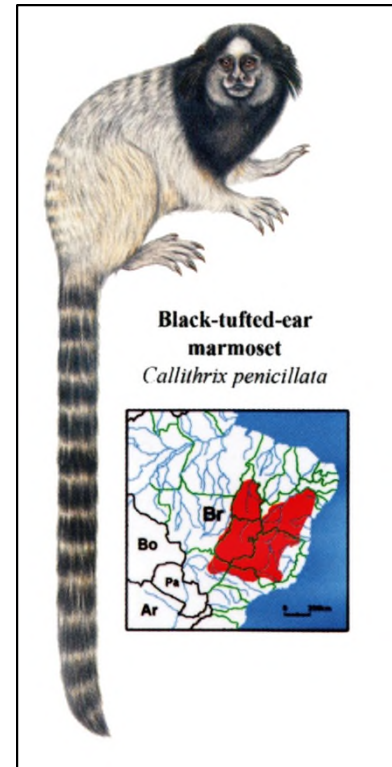 Black-tufted-ear
marmoset
Callithrix penicillata
Br
Bo
Pa
Ar